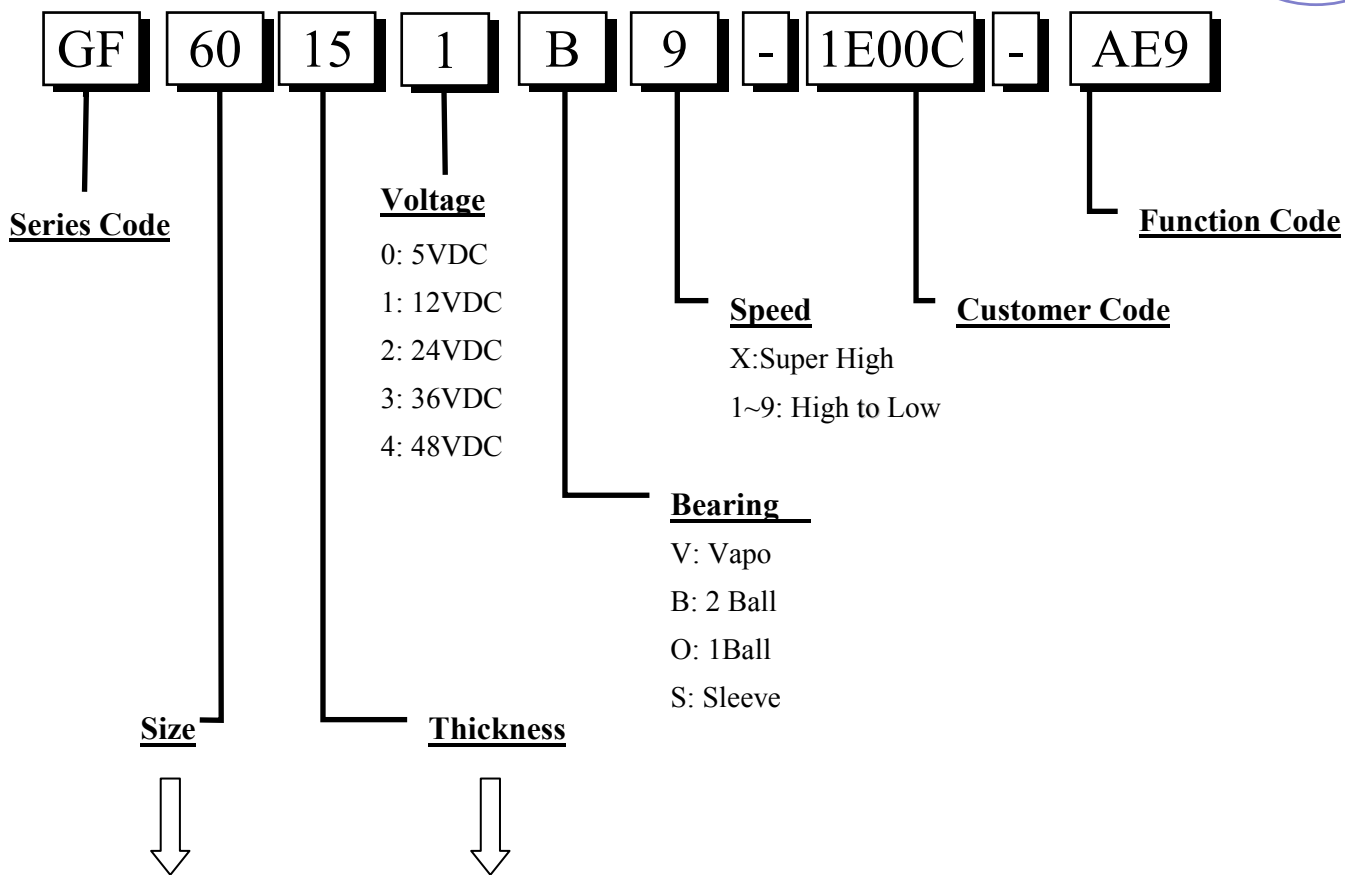 GF 60 15 1 B 9 - 1E00C - AE9
Series Code
Voltage
0: 5VDC
1: 12VDC
2: 24VDC
3: 36VDC
4: 48VDC
Function Code
Speed
X:Super High
1~9: High to Low
Customer Code
Bearing
V: Vapo
B: 2 Ball
O: 1Ball
S: Sleeve
Size
Thickness